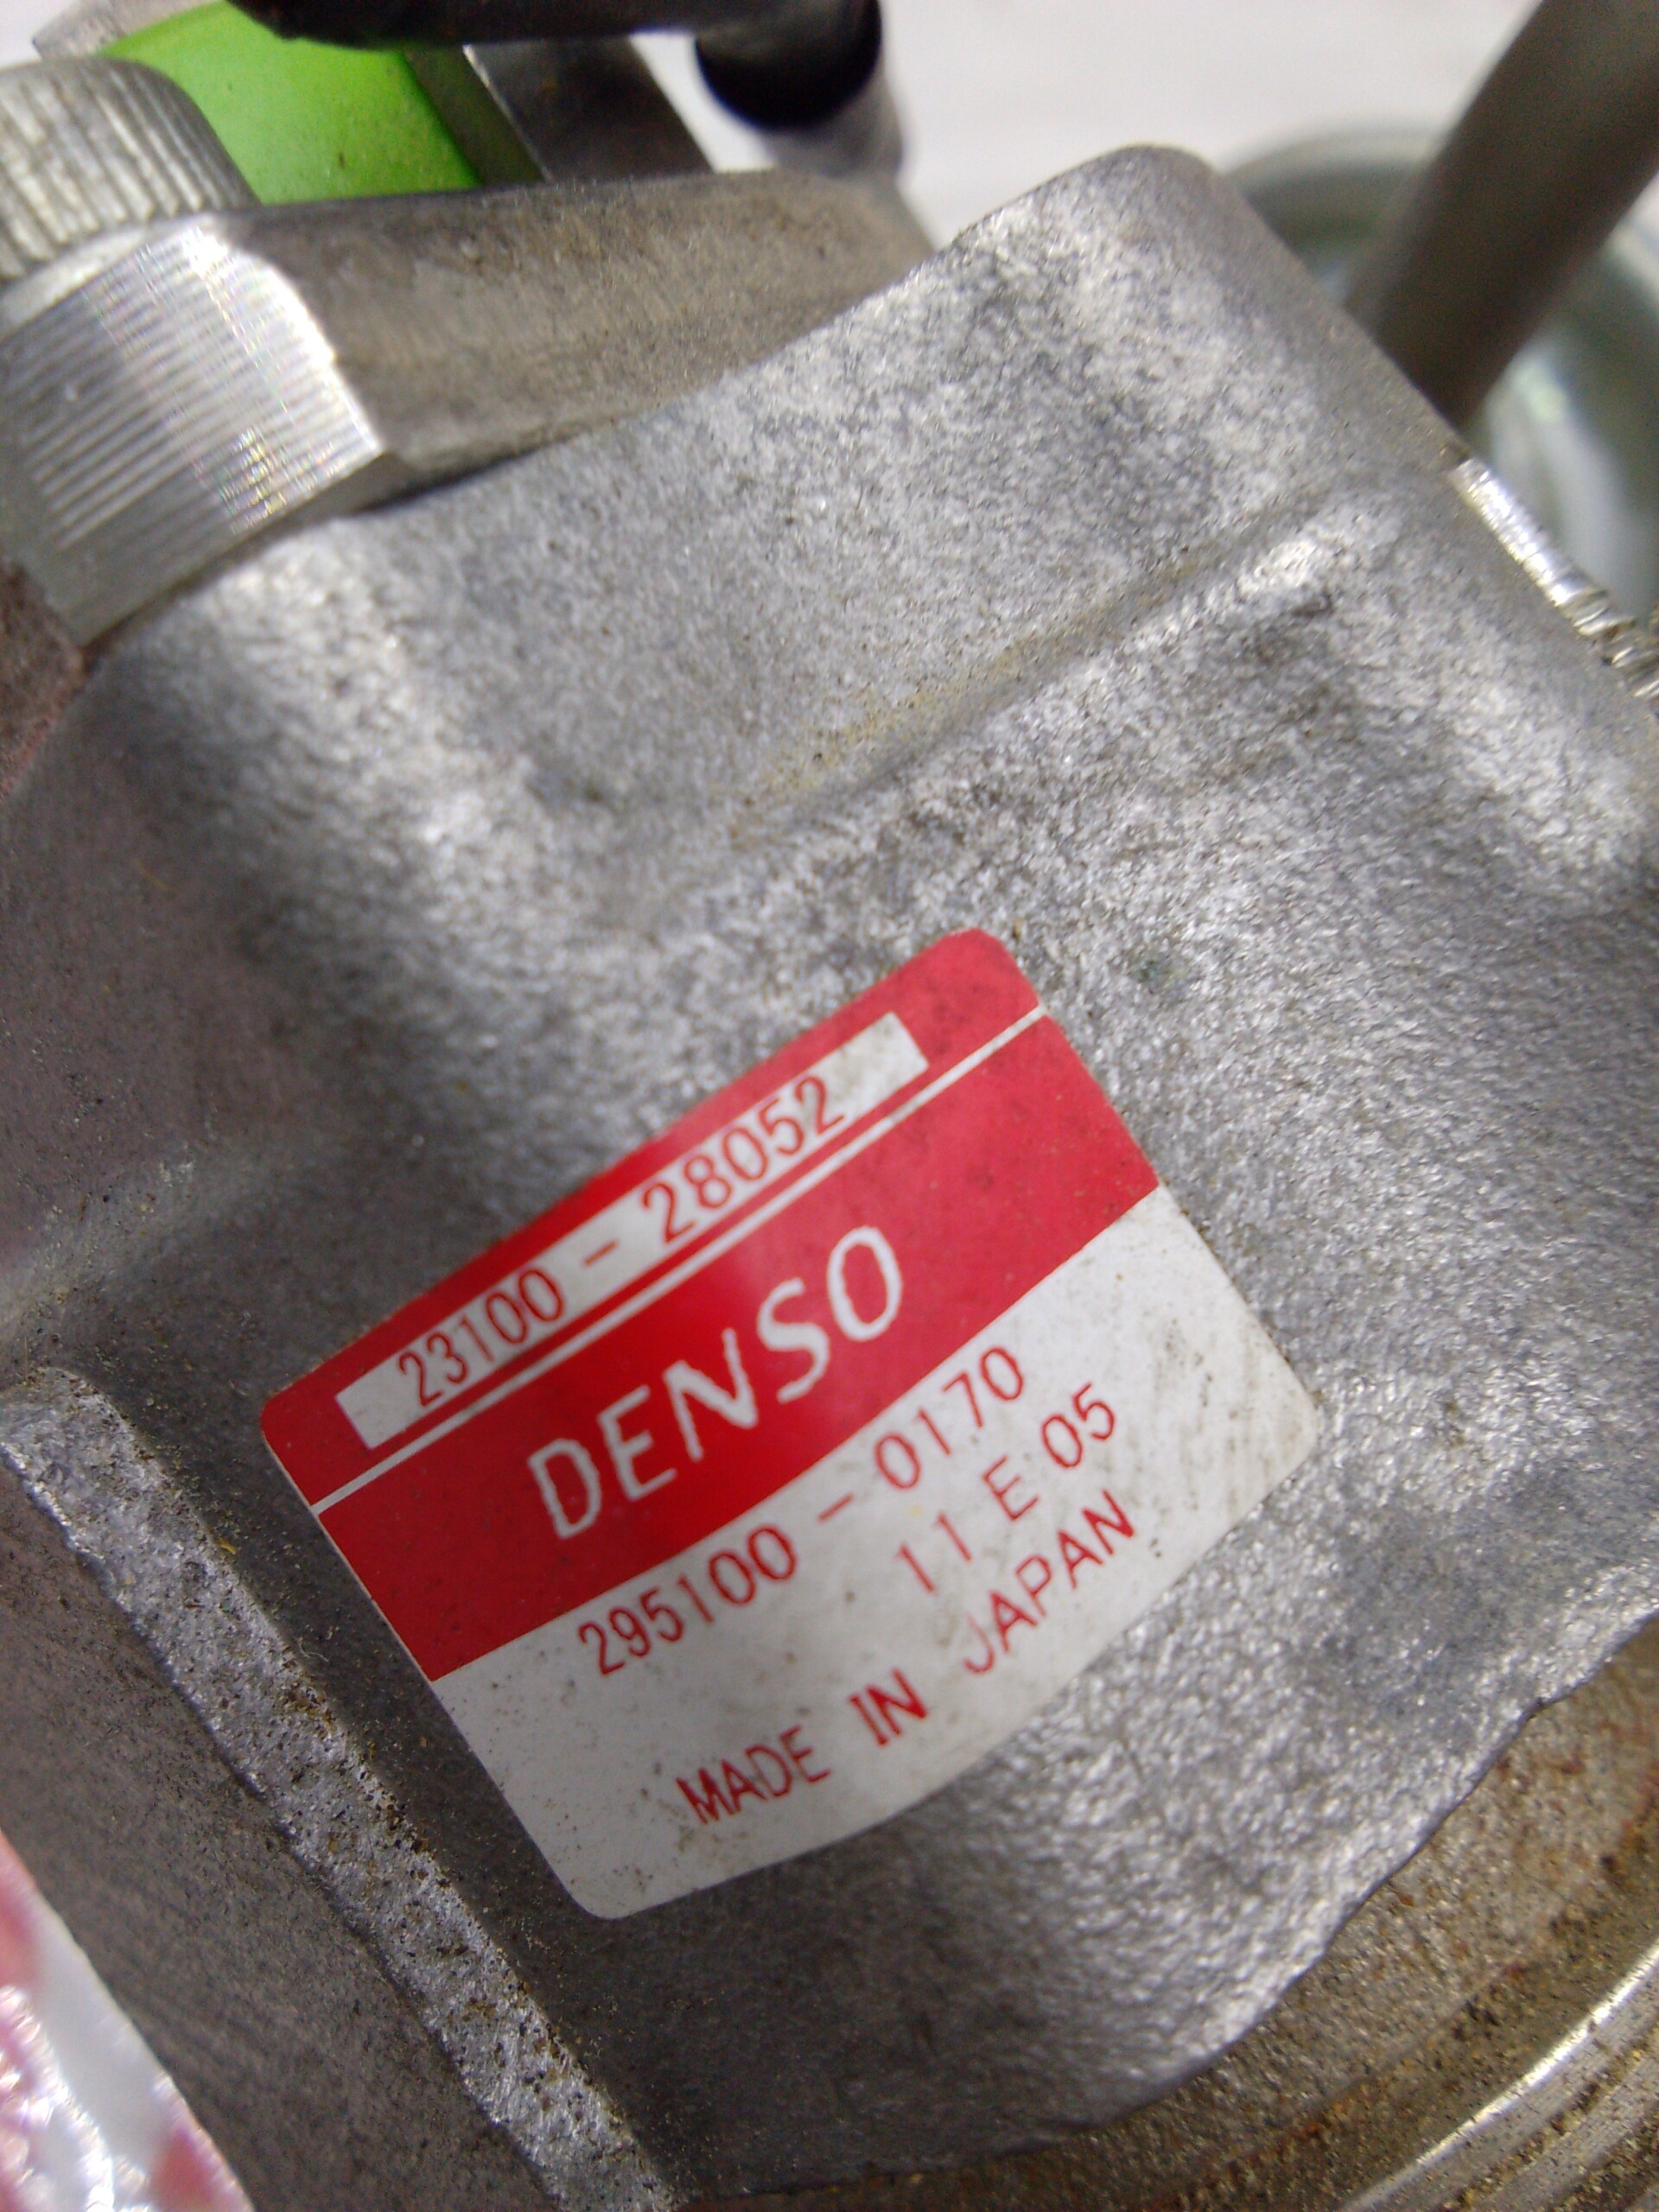 23100-28052
DENSO
295100-0170
11 E 05
MADE IN JAPAN